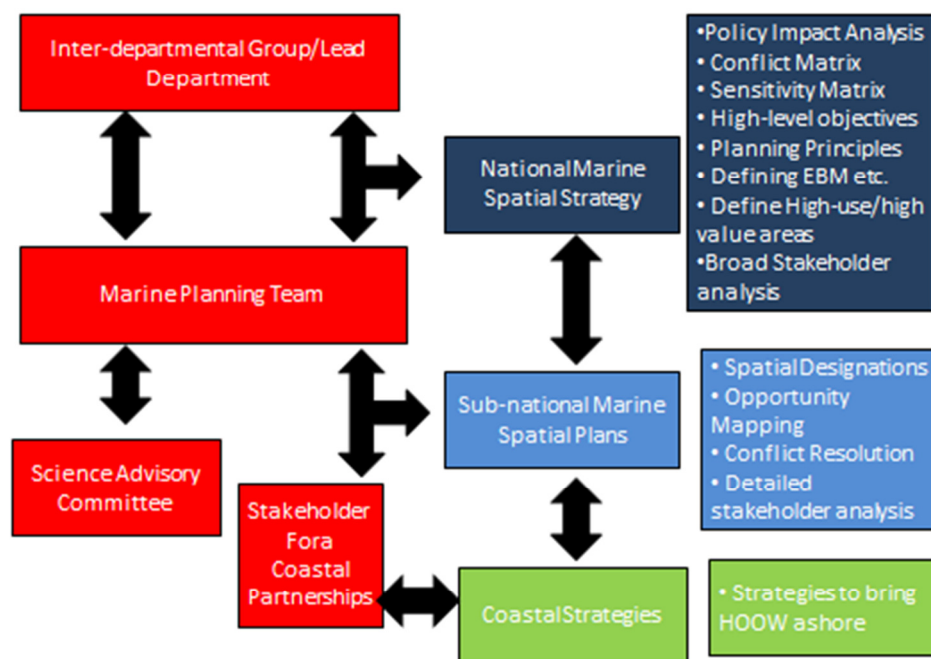 Inter-departmental Group/Lead
Department
Marine Planning Team
Science Advisory
Committee
Stakeholder
Fora
Coastal
Partnerships
National Marine
Spatial Strategy
Sub-national Marine
Spatial Plans
Coastal Strategies
•Policy Impact Analysis
• Conflict Matrix
• Sensitivity Matrix
• High-level objectives
• Planning Principles
• Defining EBM etc.
• Define High-use/high
value areas
•Broad Stakeholder
analysis
• Spatial Designations
• Opportunity
Mapping
• Conflict Resolution
• Detailed
stakeholder analysis
• Strategies to bring
HOOW ashore